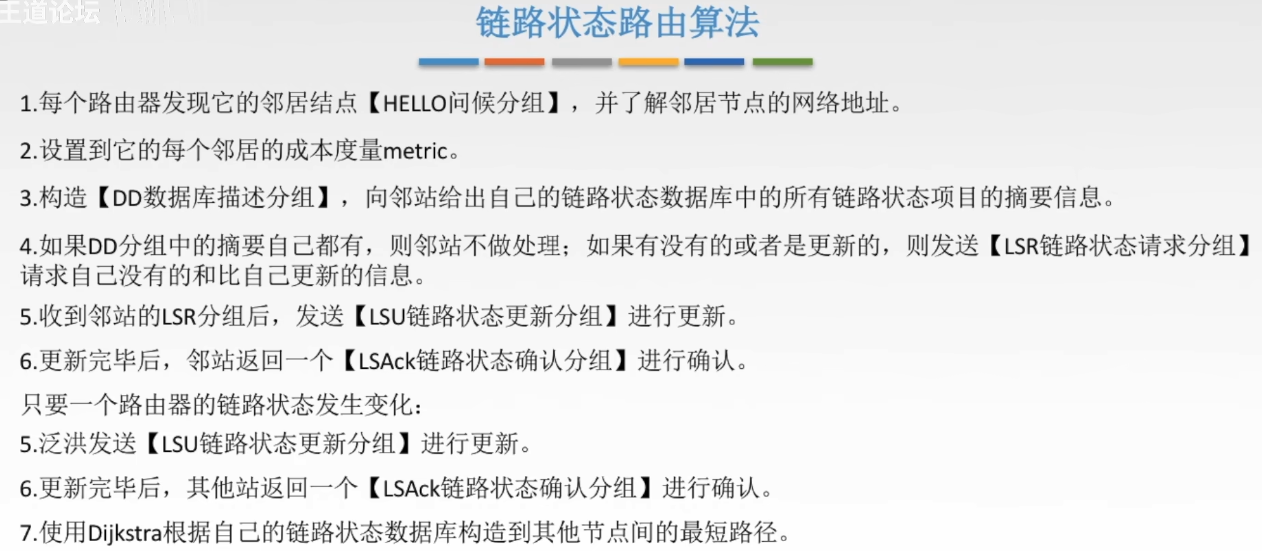 王道论坛
链路状态路由算法
1.每个路由器发现它的邻居结点【HELLO问候分组】，并了解邻居节点的网络地址。
2.设置到它的每个邻居的成本度量metric。
3.构造【DD数据库描述分组】，向邻站给出自己的链路状态数据库中的所有链路状态项目的摘要信息。
4.如果DD分组中的摘要自己都有，则邻站不做处理；如果有没有的或者是更新的，则发送【LSR链路状态请求分组】
请求自己没有的和比自己更新的信息。
5.收到邻站的LSR分组后，发送【LSU链路状态更新分组】进行更新。
6.更新完毕后，邻站返回一个【LSAck链路状态确认分组】进行确认。
只要一个路由器的链路状态发生变化：
5.泛洪发送【LSU链路状态更新分组】进行更新。
6.更新完毕后，其他站返回一个【LSAck链路状态确认分组】进行确认。
7.使用Dijkstra根据自己的链路状态数据库构造到其他节点间的最短路径。